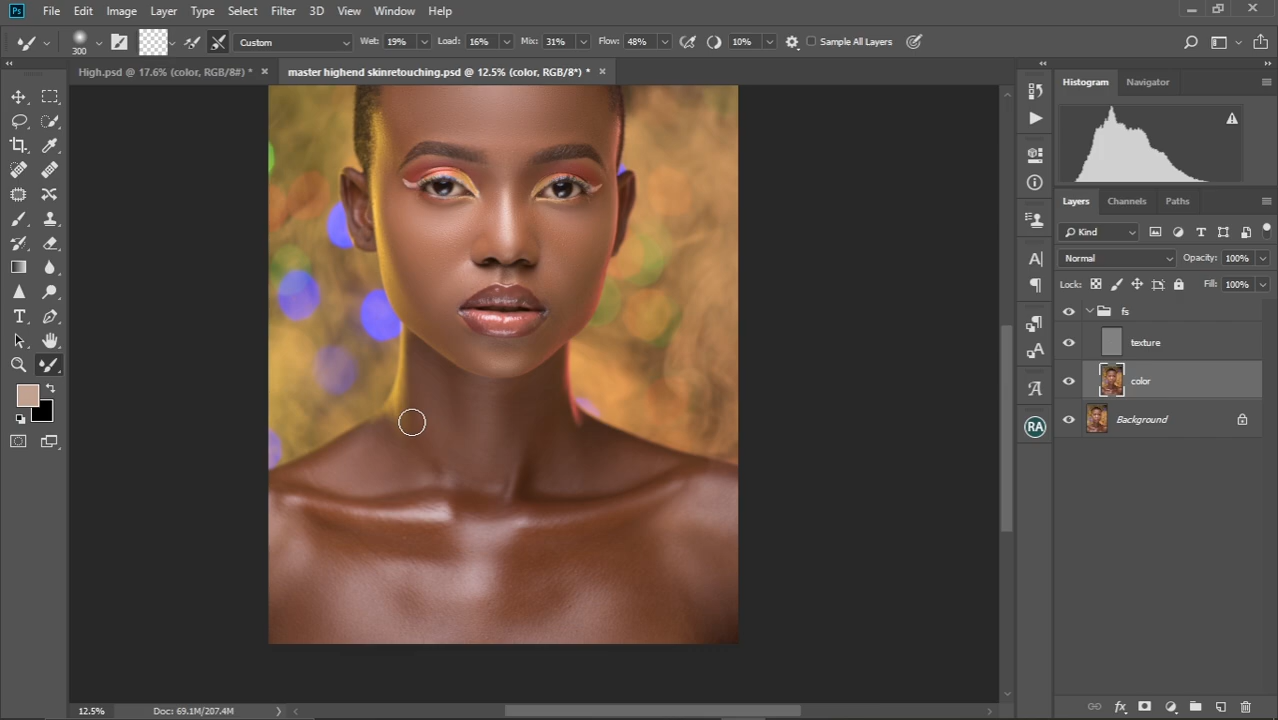 Ps File Edit Image Layer Type Select Filter 3D View Window Help
300 Custom Wet: 19% Load: 16% Mix: 31% Flow: 48% 10% Sample All Layers
High.psd @ 17.6% (color, RGB/8#) * × master highend skinretouching.psd @ 12.5% (color, RGB/8*) * ×
Histogram Navigator
Layers Channels Paths
Kind
Normal Opacity: 100%
Lock: Fill: 100%
fs
texture
color
Background
A
A
A
RA
12.5% Doc: 69.1M/207.4M
fx